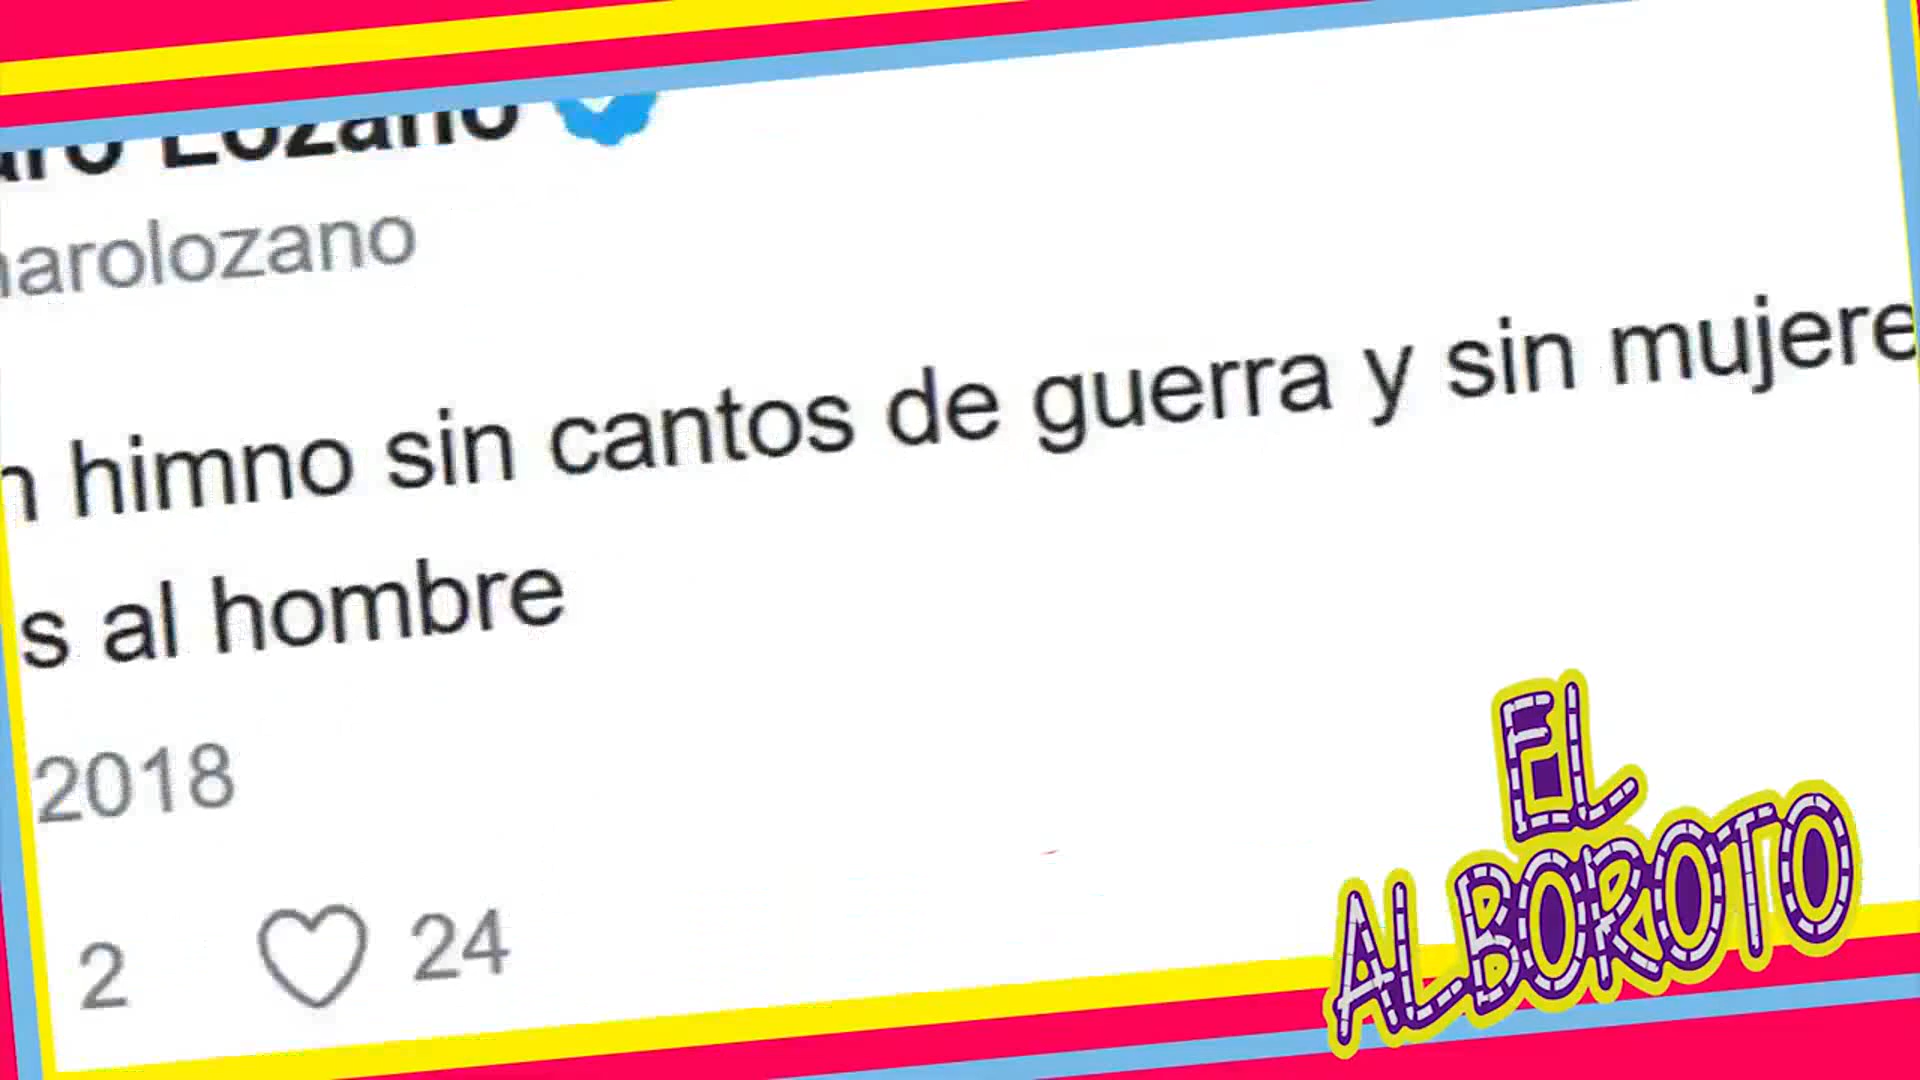 Lozano
arolozano
himno sin cantos de guerra y sin mujere
s al hombre
2018
2
24
EL
ALBOROTO